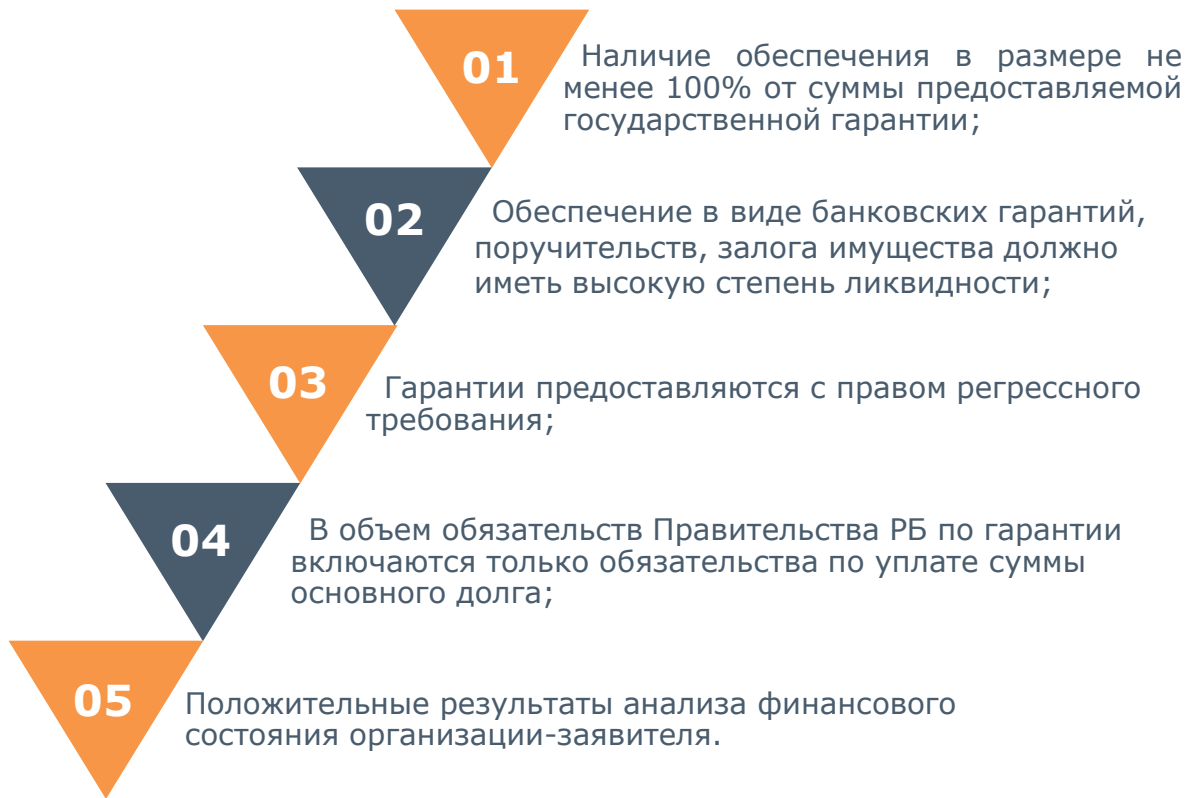 01
Наличие обеспечения в размере не
менее 100% от суммы предоставляемой
государственной гарантии;
02
Обеспечение в виде банковских гарантий,
поручительств, залога имущества должно
иметь высокую степень ликвидности;
03
Гарантии предоставляются с правом регрессного
требования;
04
В объем обязательств Правительства РБ по гарантии
включаются только обязательства по уплате суммы
основного долга;
05
Положительные результаты анализа финансового
состояния организации-заявителя.